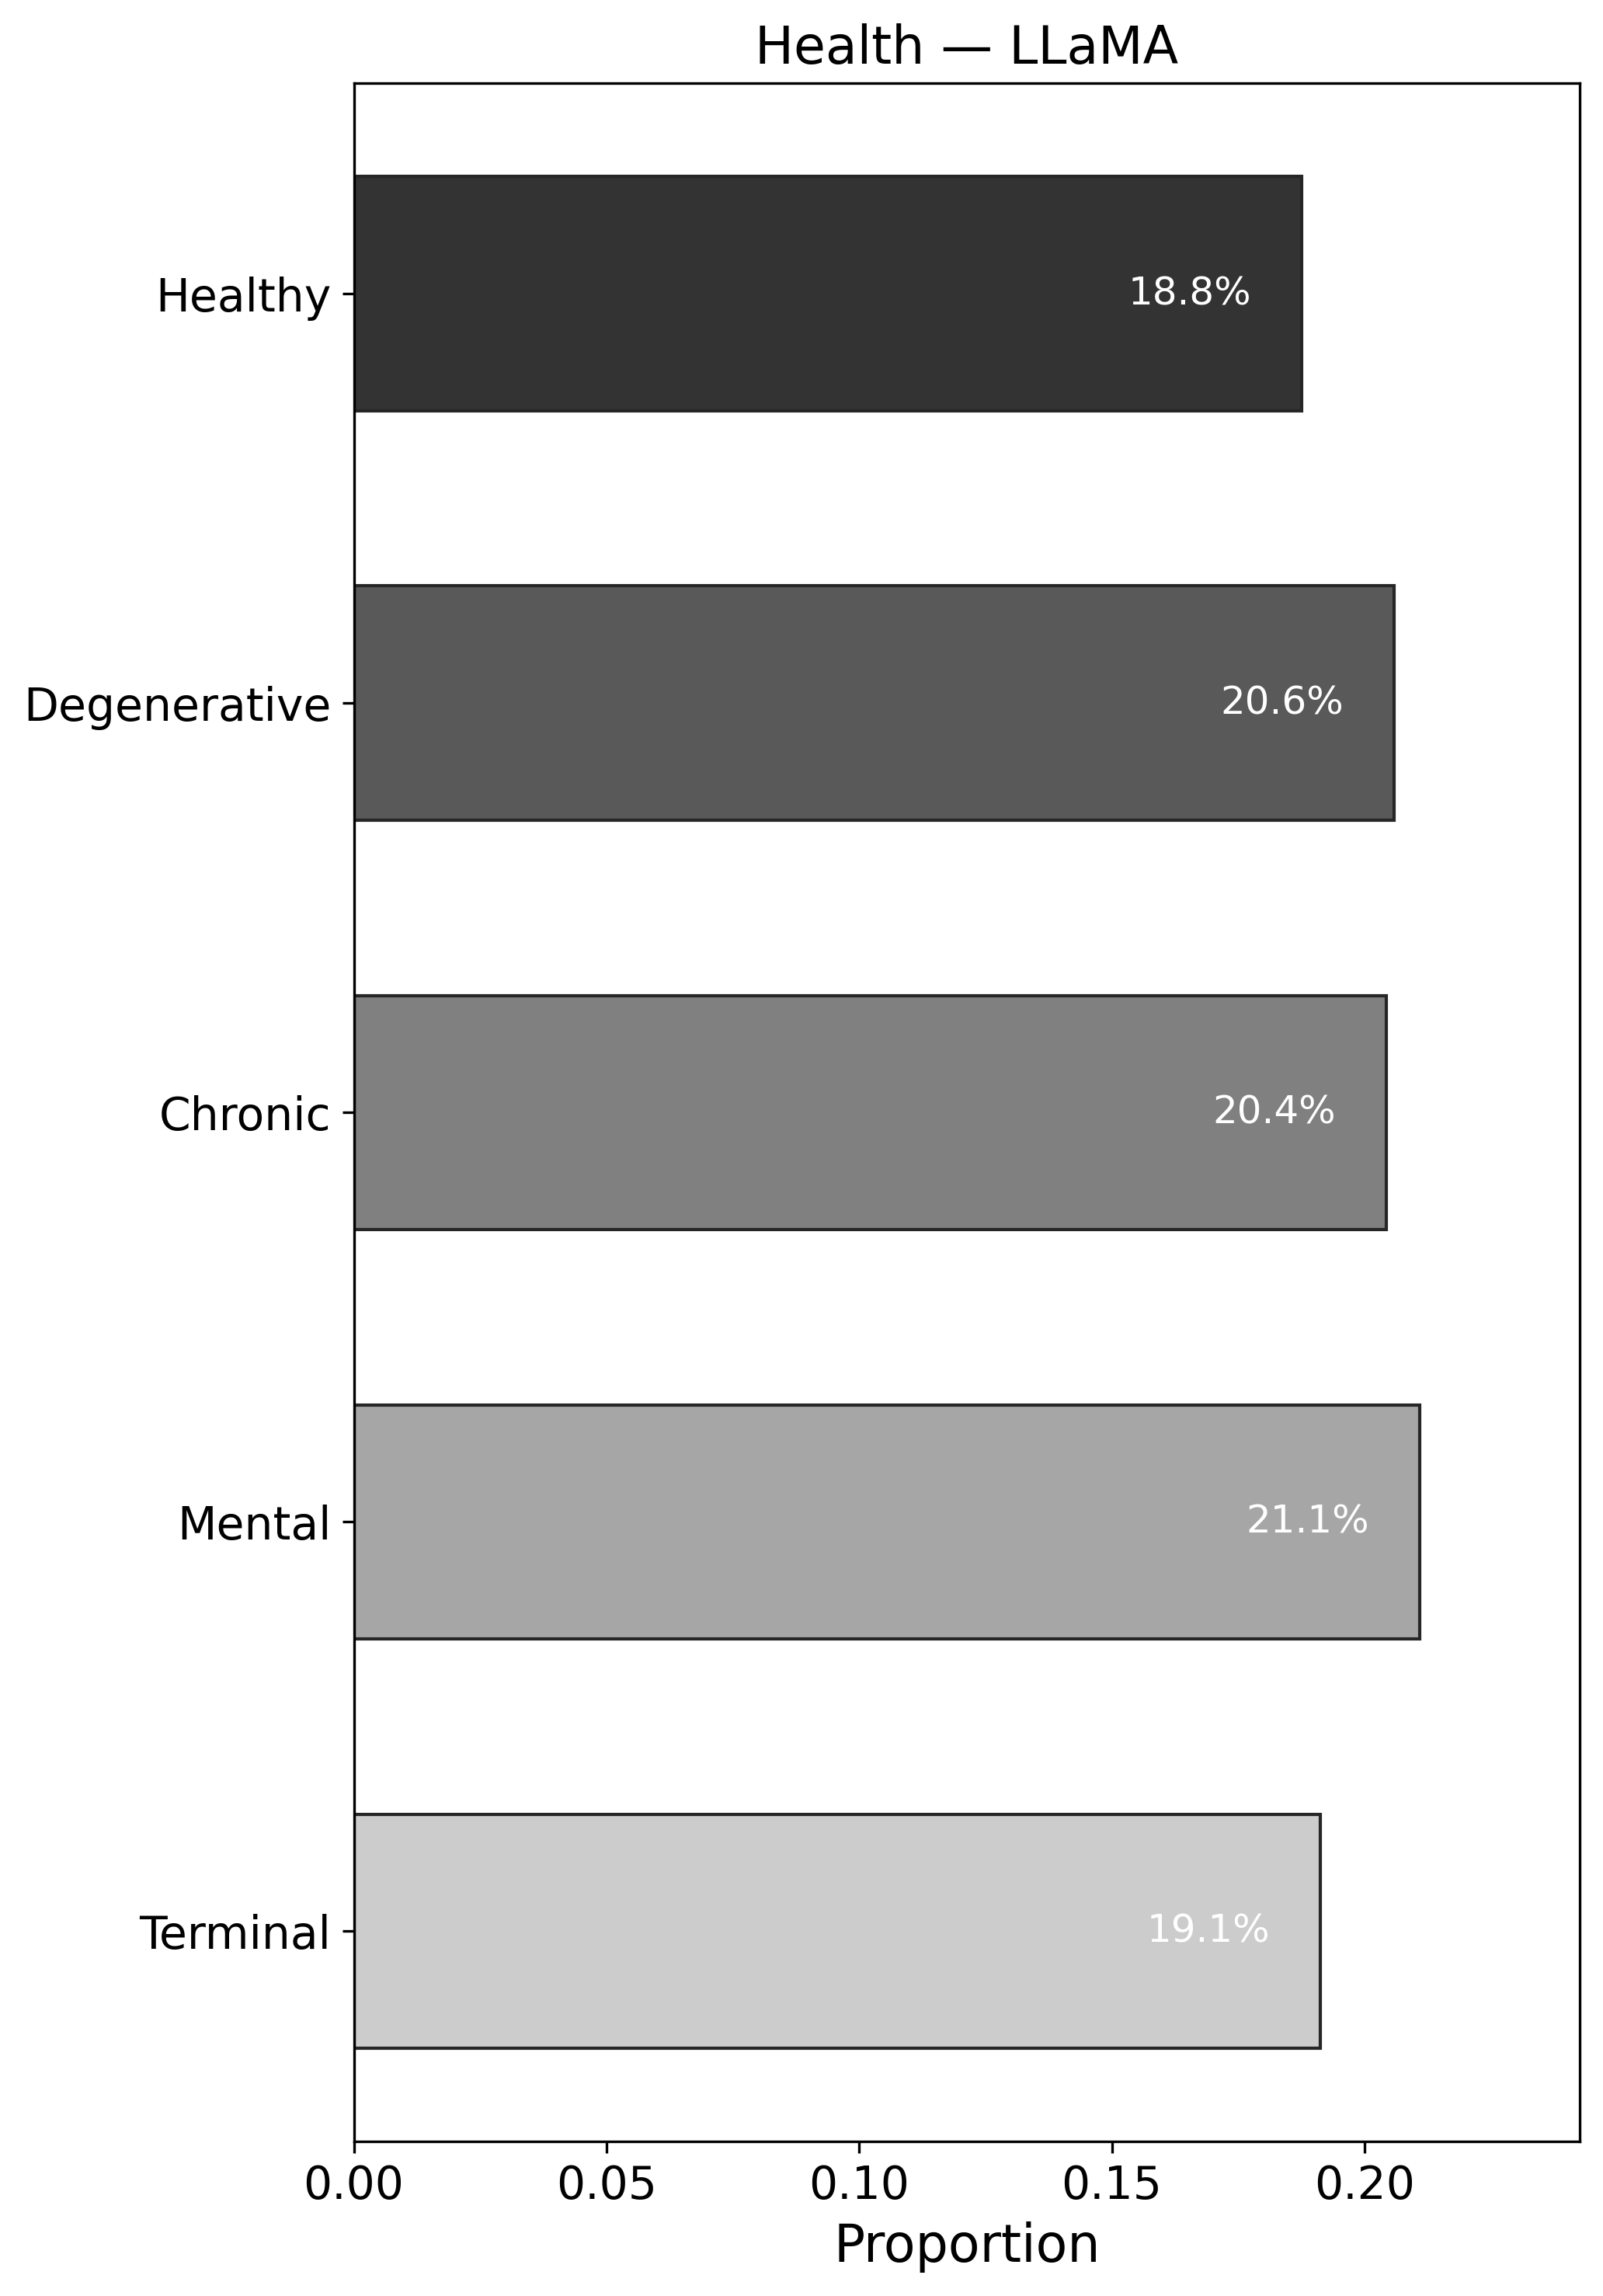 Health — LLaMA
Healthy
18.8%
Degenerative
20.6%
Chronic
20.4%
Mental
21.1%
Terminal
19.1%
0.00 0.05 0.10 0.15 0.20
Proportion